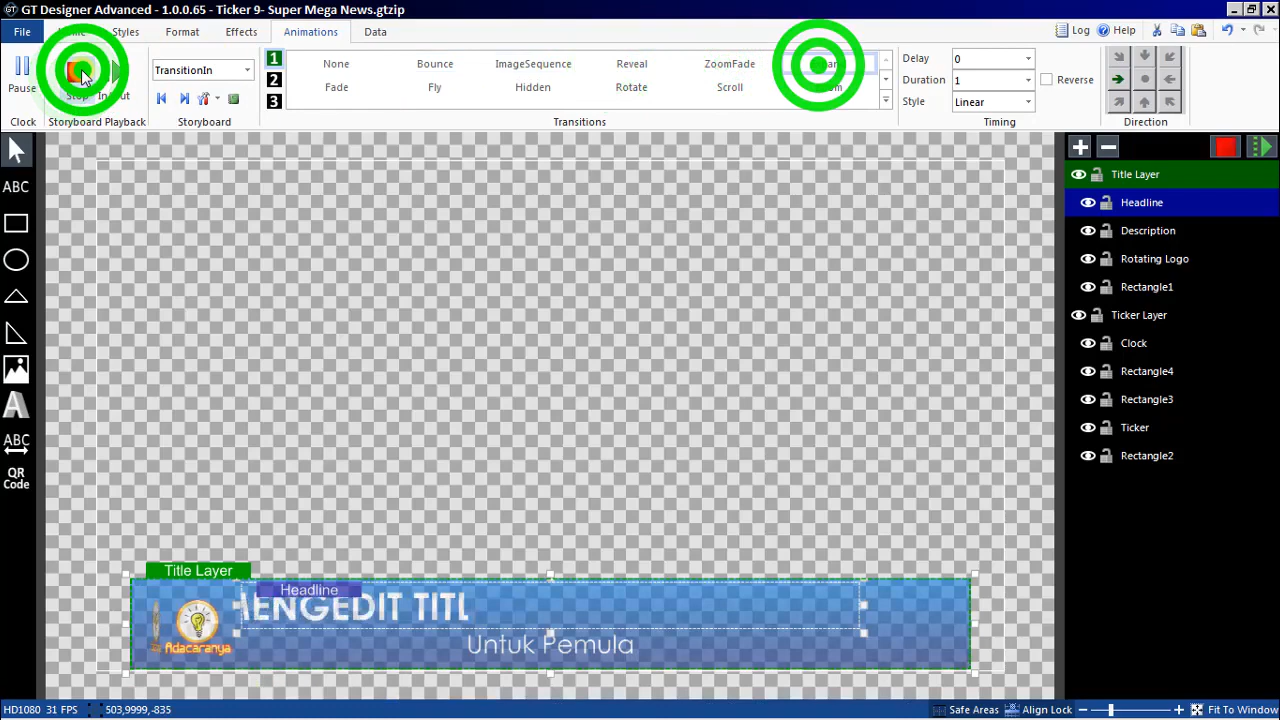 GT Designer Advanced - 1.0.0.65 - Ticker 9- Super Mega News.gtzip
File Styles Format Effects Animations Data Log Help
Pause
Clock
Storyboard Playback
TransitionIn
Storyboard
1
2
3
None Bounce ImageSequence Reveal ZoomFade
Fade Fly Hidden Rotate Scroll
Transitions
Delay 0
Duration 1 Reverse
Style Linear
Timing
Direction
ABC
ABC
QR
Code
Title Layer
Headline
Description
Rotating Logo
Rectangle1
Ticker Layer
Clock
Rectangle4
Rectangle3
Ticker
Rectangle2
Title Layer
Headline
ENGEDIT TITL
Untuk Pemula
Adacaranya
HD1080 31 FPS 503,9999,-835 Safe Areas Align Lock Fit To Window